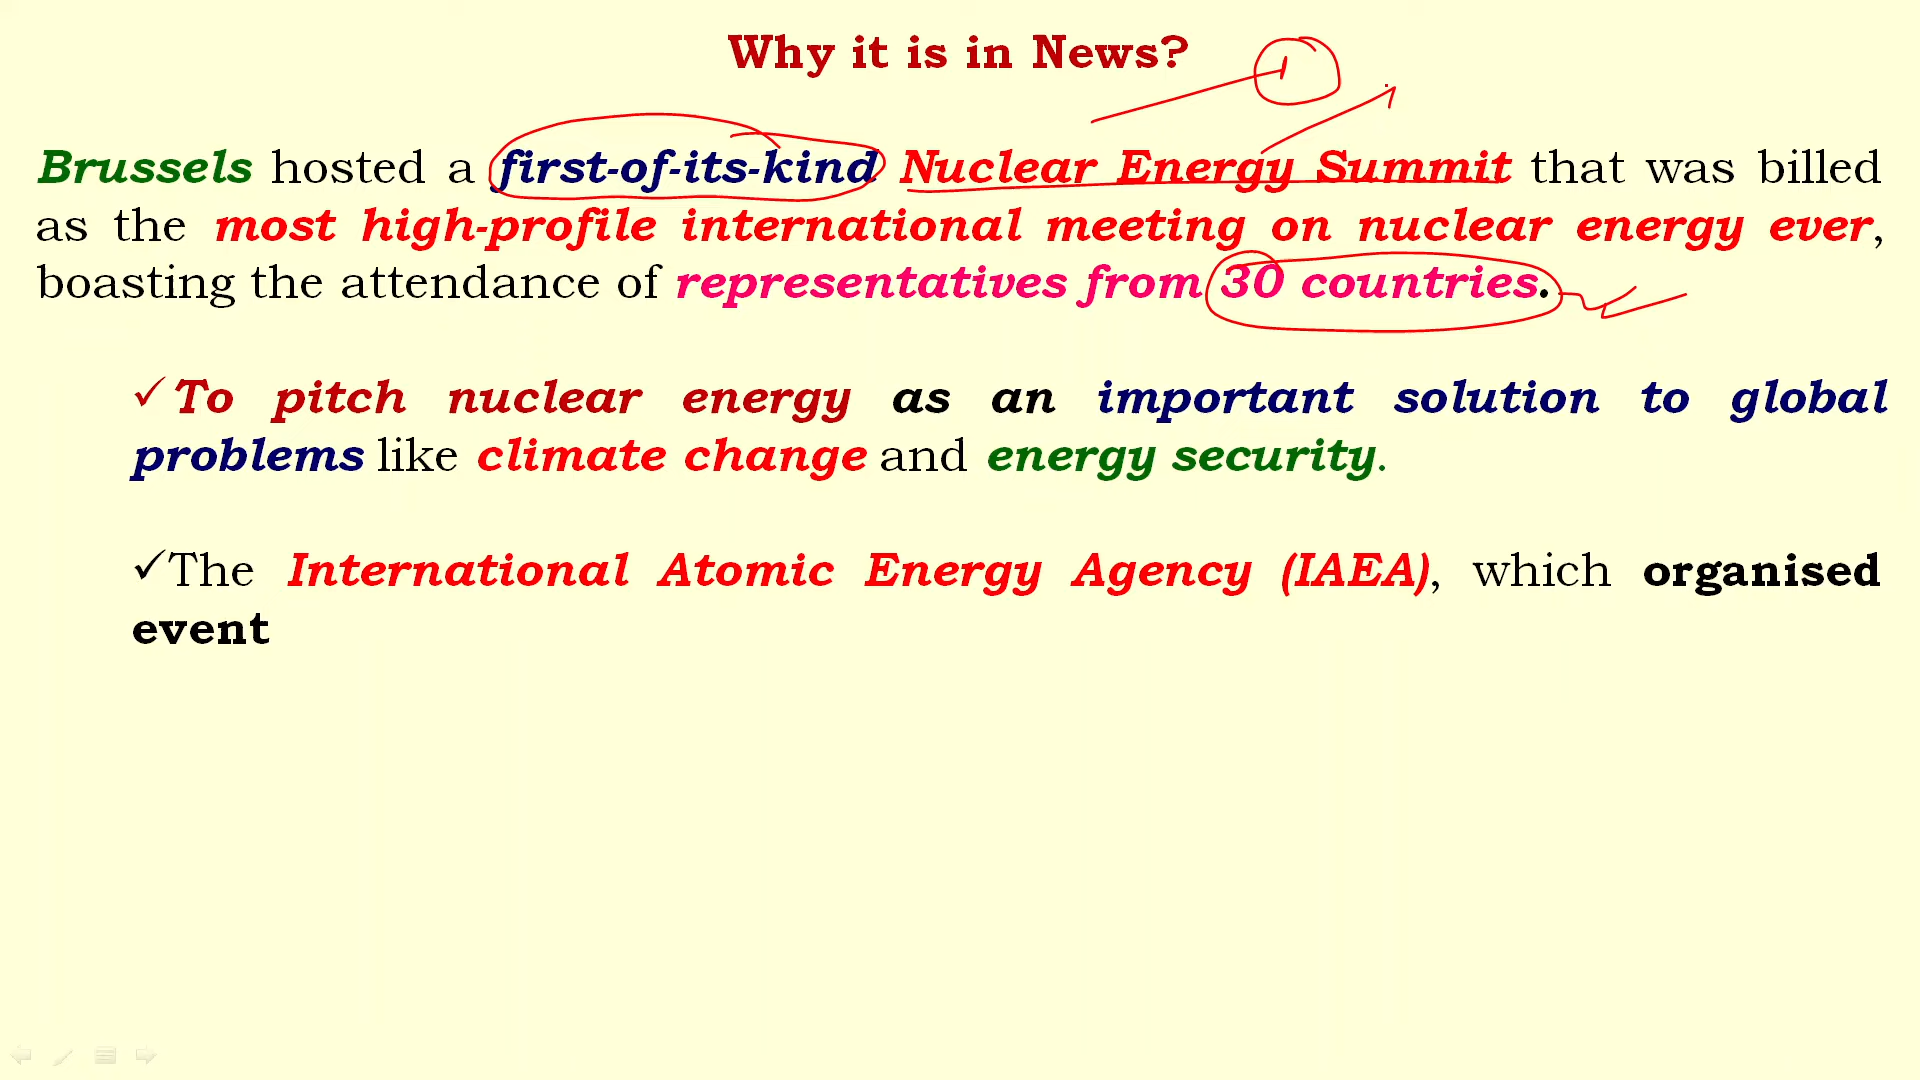 Why it is in News?
Brussels hosted a first-of-its-kind Nuclear Energy Summit that was billed
as the most high-profile international meeting on nuclear energy ever,
boasting the attendance of representatives from 30 countries.
✓To pitch nuclear energy as an important solution to global
problems like climate change and energy security.
✓The International Atomic Energy Agency (IAEA), which organised
event